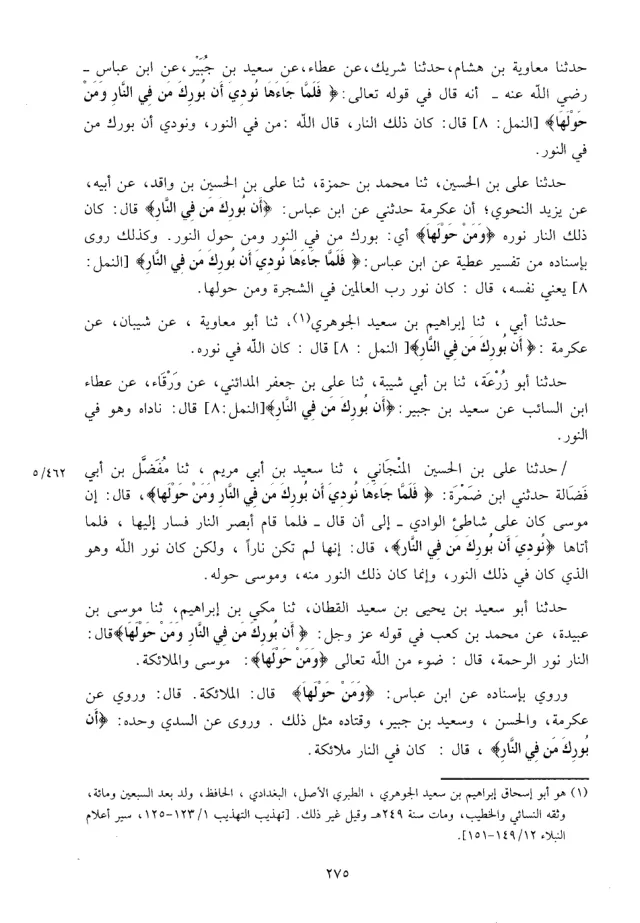 حدثنا معاوية بن هشام، حدثنا شريك، عن عطاء، عن سعيد بن جُبَيْر، عن ابن عباس ـ
رضي الله عنه ـ أنه قال في قوله تعالى: ﴿ فَلَمَّا جَاءَهَا نُودِيَ أَن بُورِكَ مَن فِي النَّارِ وَمَنْ
حَوْلَهَا﴾ [النمل: ٨] قال: كان ذلك النار، قال الله :من في النور، ونودي أن بورك من
في النور.
حدثنا على بن الحسين، ثنا محمد بن حمزة، ثنا على بن الحسين بن واقد، عن أبيه،
عن يزيد النحوي؛ أن عكرمة حدثني عن ابن عباس: ﴿أَن بُورِكَ مَن فِي النَّارِ﴾ قال: كان
ذلك النار نوره ﴿وَمَنْ حَوْلَهَا﴾ أي: بورك من في النور ومن حول النور. وكذلك روى
بإسناده من تفسير عطية عن ابن عباس: ﴿ فَلَمَّا جَاءَهَا نُودِيَ أَن بُورِكَ مَن فِي النَّارِ﴾ [النمل:
٨] يعني نفسه، قال : كان نور رب العالمين في الشجرة ومن حولها.
حدثنا أبي ، ثنا إبراهيم بن سعيد الجوهري(١)، ثنا أبو معاوية ، عن شيبان، عن
عكرمة :﴿ أَن بُورِكَ مَن فِي النَّارِ﴾[ النمل : ٨] قال : كان الله في نوره.
حدثنا أبو زُرْعَة، ثنا بن أبي شيبة، ثنا على بن جعفر المدائني، عن وَرْقَاء، عن عطاء
ابن السائب عن سعيد بن جبير: ﴿أَن بُورِكَ مَن فِي النَّارِ﴾[النمل:٨] قال: ناداه وهو في
النور.
/ حدثنا على بن الحسين المنْجَاني ، ثنا سعيد بن أبي مريم ، ثنا مُفَضَّل بن أبي
٥/٤٦٢
فَضَالة حدثني ابن ضَمْرَة: ﴿ فَلَمَّا جَاءَهَا نُودِيَ أَن بُورِكَ مَن فِي النَّارِ وَمَنْ حَوْلَهَا﴾، قال: إن
موسى كان على شاطئ الوادي ـ إلى أن قال ـ فلما قام أبصر النار فسار إليها ، فلما
أتاها ﴿نُودِيَ أَن بُورِكَ مَن فِي النَّارِ﴾، قال: إنها لم تكن ناراً ، ولكن كان نور الله وهو
الذي كان في ذلك النور، وإنما كان ذلك النور منه، وموسى حوله.
حدثنا أبو سعيد بن يحيى بن سعيد القطان، ثنا مكي بن إبراهيم، ثنا موسى بن
عبيدة، عن محمد بن كعب في قوله عز وجل: ﴿ أَن بُورِكَ مَن فِي النَّارِ وَمَنْ حَوْلَهَا﴾قال:
النار نور الرحمة، قال : ضوء من الله تعالى ﴿وَمَنْ حَوْلَهَا﴾: موسى والملائكة.
وروي بإسناده عن ابن عباس: ﴿وَمَنْ حَوْلَهَا﴾ قال: الملائكة. قال: وروي عن
عكرمة، والحسن ، وسعيد بن جبير، وقتاده مثل ذلك . وروى عن السدي وحده: ﴿أَن
بُورِكَ مَن فِي النَّارِ﴾ ، قال : كان في النار ملائكة.
(١) هو أبو إسحاق إبراهيم بن سعيد الجوهري ، الطبري الأصل، البغدادي ، الحافظ، ولد بعد السبعين ومائة،
وثقه النسائي والخطيب، ومات سنة ٢٤٩هـ وقيل غير ذلك. [تهذيب التهذيب ١/ ١٢٣-١٢٥، سير أعلام
النبلاء ١٢/ ١٤٩-١٥١].
٢٧٥